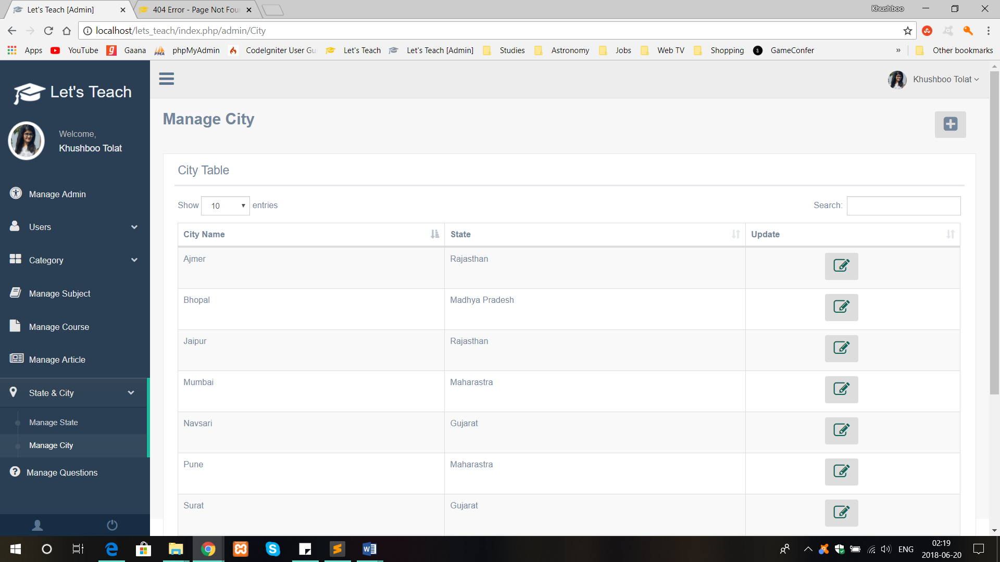 Let's Teach [Admin]
404 Error - Page Not Fou
Khushboo
localhost/lets_teach/index.php/admin/City
Apps YouTube Gaana phpMyAdmin CodeIgniter User Gu Let's Teach Let's Teach [Admin] Studies Astronomy Jobs Web TV Shopping GameConfer » Other bookmarks
Let's Teach
Khushboo Tolat
Welcome,
Khushboo Tolat
Manage Admin
Users
Category
Manage Subject
Manage Course
Manage Article
State & City
Manage State
Manage City
Manage Questions
Manage City
City Table
Show 10 entries
Search:
City Name State Update
Ajmer Rajasthan
Bhopal Madhya Pradesh
Jaipur Rajasthan
Mumbai Maharastra
Navsari Gujarat
Pune Maharastra
Surat Gujarat
ENG
02:19
2018-06-20